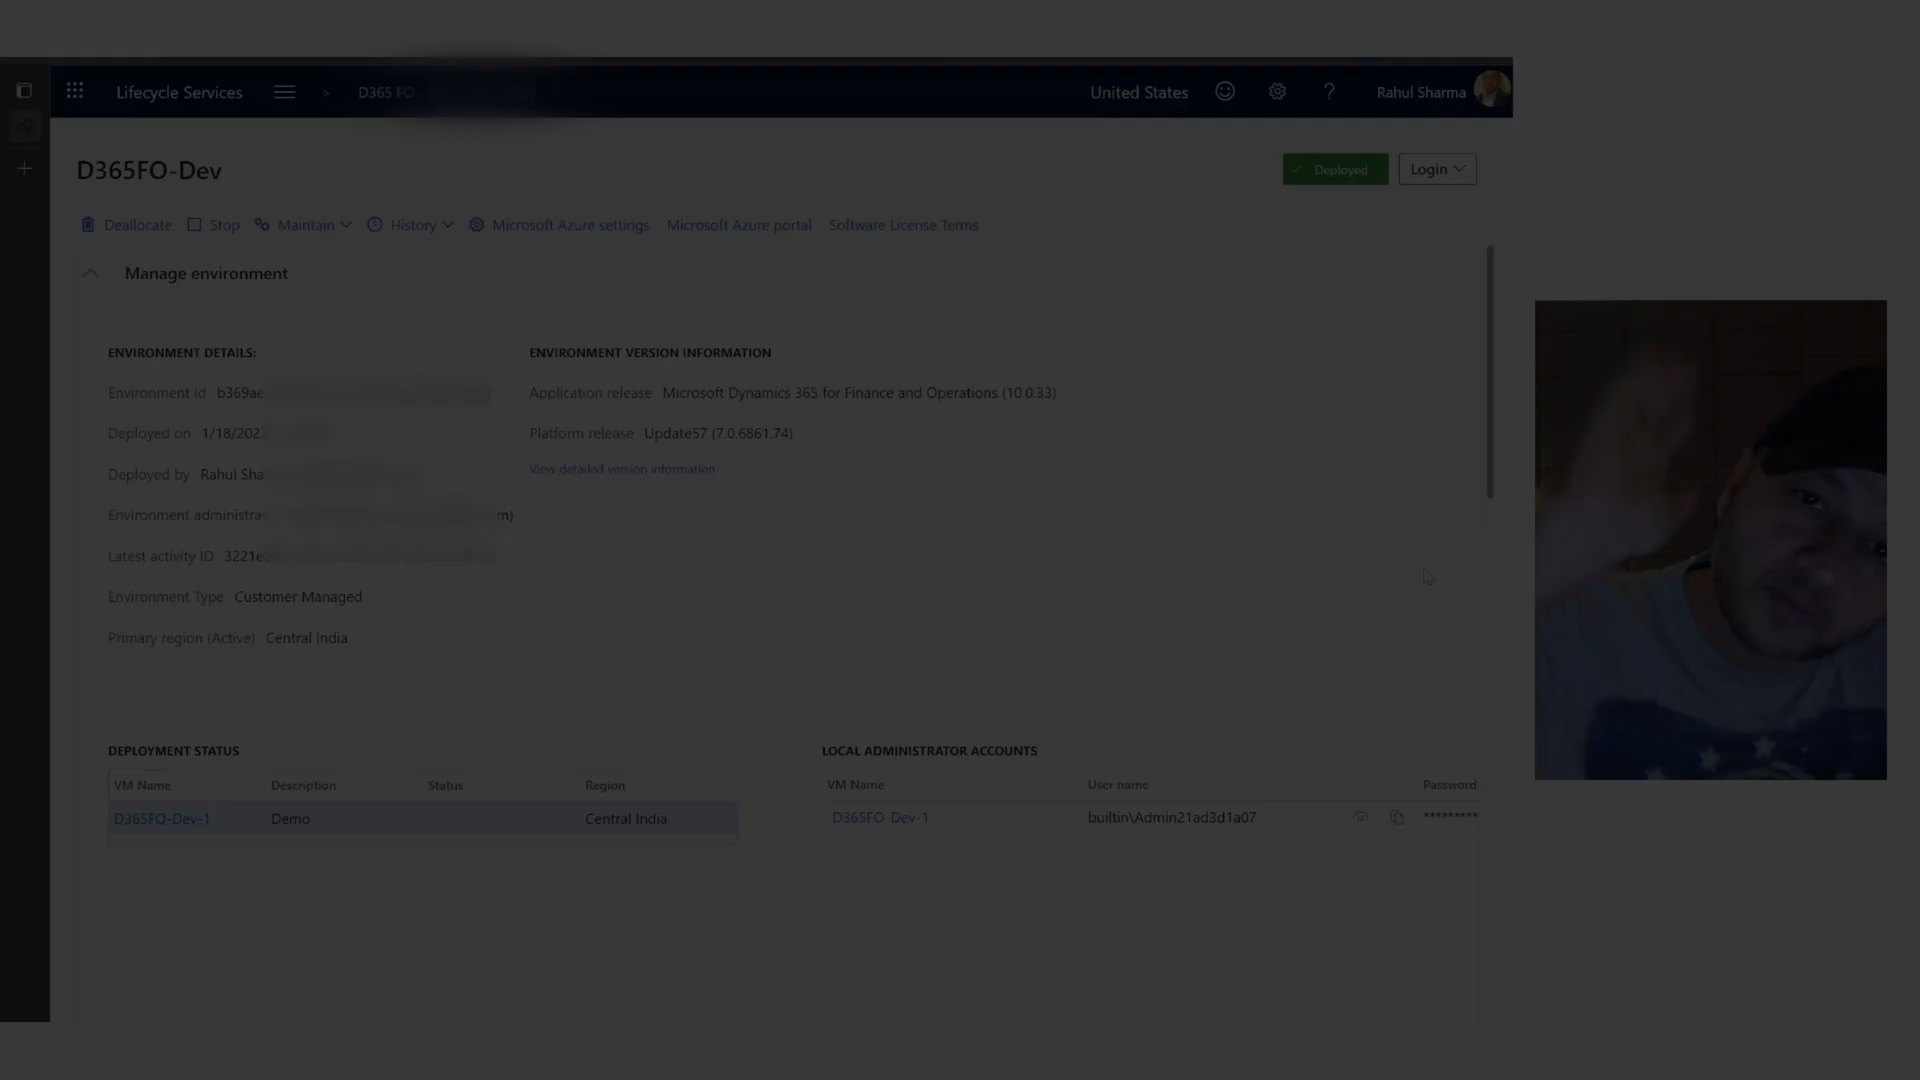 Lifecycle Services > D365 FO - United States ? Rahul Sharma
D365FO-Dev
Deployed Login
Deallocate Stop Maintain History Microsoft Azure settings Microsoft Azure portal Software License Terms
Manage environment
ENVIRONMENT DETAILS:
Environment Id b369ae
Deployed on 1/18/202
Deployed by Rahul Sha
Environment administra m)
Latest activity ID 3221e
Environment Type Customer Managed
Primary region (Active) Central India
ENVIRONMENT VERSION INFORMATION
Application release Microsoft Dynamics 365 for Finance and Operations (10.0.33)
Platform release Update57 (7.0.6861.74)
View detailed version information
DEPLOYMENT STATUS
VM Name Description Status Region
D365FO-Dev-1 Demo Central India
LOCAL ADMINISTRATOR ACCOUNTS
VM Name User name Password
D365FO-Dev-1 builtin\Admin21ad3d1a07 *********